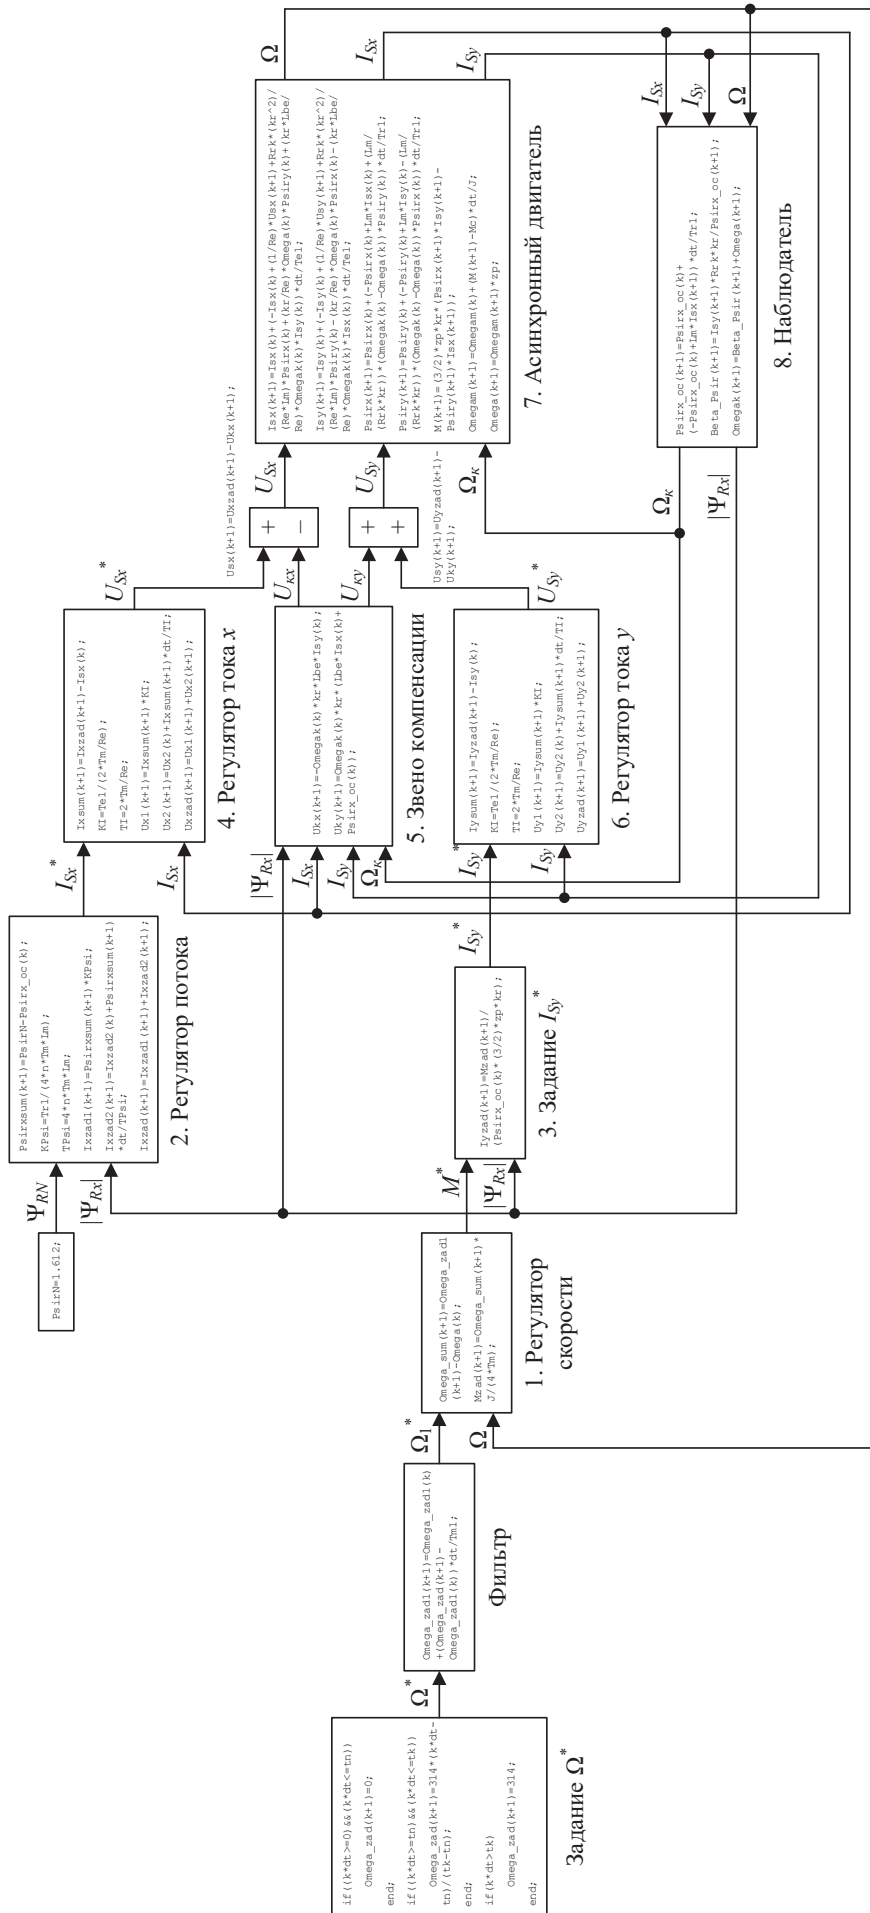 if((k*dt>=0)&&(k*dt<=tn))
Omega_zad(k+1)=0;
end;
if((k*dt>=tn)&&(k*dt<=tk))
Omega_zad(k+1)=314*(k*dt-
tn)/(tk-tn);
end;
if(k*dt>tk)
Omega_zad(k+1)=314;
end;
Задание Ω*
Ω*
Omega_zad1(k+1)=Omega_zad1(k)
+(Omega_zad(k+1)-
Omega_zad1(k))*dt/Tm1;
Фильтр
Ω1*
Ω
Omega_sum(k+1)=Omega_zad1
(k+1)-Omega(k);
Mzad(k+1)=Omega_sum(k+1)*
J/(4*Tm);
1. Регулятор
скорости
PsirN=1.612;
ΨRN
|ΨRx|
Psirxsum(k+1)=PsirN-Psirx_oc(k);
KPsi=Tr1/(4*n*Tm*Lm);
TPsi=4*n*Tm*Lm;
Ixzad1(k+1)=Psirxsum(k+1)*KPsi;
Ixzad2(k+1)=Ixzad2(k)+Psirxsum(k+1)
*dt/TPsi;
Ixzad(k+1)=Ixzad1(k+1)+Ixzad2(k+1);
2. Регулятор потока
M*
|ΨRx|
Iyzad(k+1)=Mzad(k+1)/
(Psirx_oc(k)*(3/2)*zp*kr);
3. Задание ISy*
ISy*
ISx*
ISx
Ixsum(k+1)=Ixzad(k+1)-Isx(k);
KI=Tel/(2*Tm/Re);
TI=2*Tm/Re;
Ux1(k+1)=Ixsum(k+1)*KI;
Ux2(k+1)=Ux2(k)+Ixsum(k+1)*dt/TI;
Uxzad(k+1)=Ux1(k+1)+Ux2(k+1);
4. Регулятор тока x
|ΨRx|
ISx
ISy
Ωк
Ukx(k+1)=-Omegak(k)*kr*Lbe*Isy(k);
Uky(k+1)=Omegak(k)*kr*(Lbe*Isx(k)+
Psirx_oc(k));
5. Звено компенсации
ISy*
ISy
Iysum(k+1)=Iyzad(k+1)-Isy(k);
KI=Tel/(2*Tm/Re);
TI=2*Tm/Re;
Uy1(k+1)=Iysum(k+1)*KI;
Uy2(k+1)=Uy2(k)+Iysum(k+1)*dt/TI;
Uyzad(k+1)=Uy1(k+1)+Uy2(k+1);
6. Регулятор тока y
USx*
Uкx
Uкy
USy*
+
−
+
+
Usx(k+1)=Uxzad(k+1)-Ukx(k+1);
Usy(k+1)=Uyzad(k+1)-
Uky(k+1);
USx
USy
Ωк
Isx(k+1)=Isx(k)+(-Isx(k)+(1/Re)*Usx(k+1)+Rrk*(kr^2)/
(Re*Lm)*Psirx(k)+(kr/Re)*Omega(k)*Psiry(k)+(kr*Lbe/
Re)*Omegak(k)*Isy(k))*dt/Tel;
Isy(k+1)=Isy(k)+(-Isy(k)+(1/Re)*Usy(k+1)+Rrk*(kr^2)/
(Re*Lm)*Psiry(k)-(kr/Re)*Omega(k)*Psirx(k)-(kr*Lbe/
Re)*Omegak(k)*Isx(k))*dt/Tel;
Psirx(k+1)=Psirx(k)+(-Psirx(k)+Lm*Isx(k)+(Lm/
(Rrk*kr))*(Omegak(k)-Omega(k))*Psiry(k))*dt/Tr1;
Psiry(k+1)=Psiry(k)+(-Psiry(k)+Lm*Isy(k)-(Lm/
(Rrk*kr))*(Omegak(k)-Omega(k))*Psirx(k))*dt/Tr1;
M(k+1)=(3/2)*zp*kr*(Psirx(k+1)*Isy(k+1)-
Psiry(k+1)*Isx(k+1));
Omegam(k+1)=Omegam(k)+(M(k+1)-Mc)*dt/J;
Omega(k+1)=Omegam(k+1)*zp;
7. Асинхронный двигатель
Ω
ISx
ISy
ISx
ISy
Ω
Psirx_oc(k+1)=Psirx_oc(k)+
(-Psirx_oc(k)+Lm*Isx(k+1))*dt/Tr1;
Beta_Psir(k+1)=Isy(k+1)*Rrk*kr/Psirx_oc(k+1);
Omegak(k+1)=Beta_Psir(k+1)+Omega(k+1);
8. Наблюдатель
Ωк
|ΨRx|